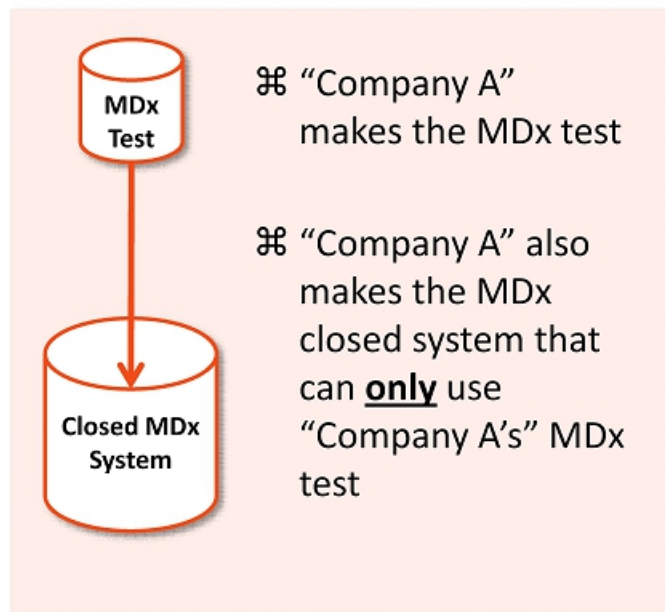 MDx
Test
⌘ “Company A”
makes the MDx test
⌘ “Company A” also
makes the MDx
closed system that
can only use
“Company A’s” MDx
test
Closed MDx
System